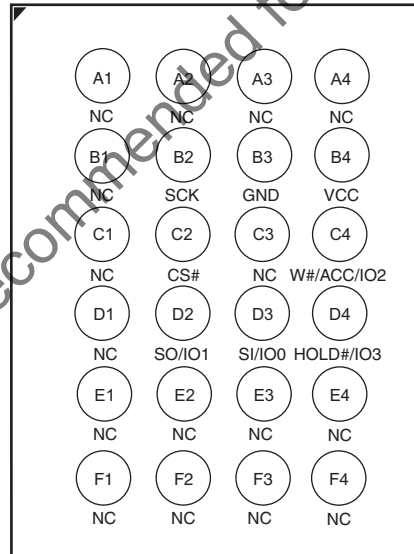 A1 A2 A3 A4
NC NC NC NC
B1 B2 B3 B4
NC SCK GND VCC
C1 C2 C3 C4
NC CS# NC W#/ACC/IO2
D1 D2 D3 D4
NC SO/IO1 SI/IO0 HOLD#/IO3
E1 E2 E3 E4
NC NC NC NC
F1 F2 F3 F4
NC NC NC NC
ecommended fo